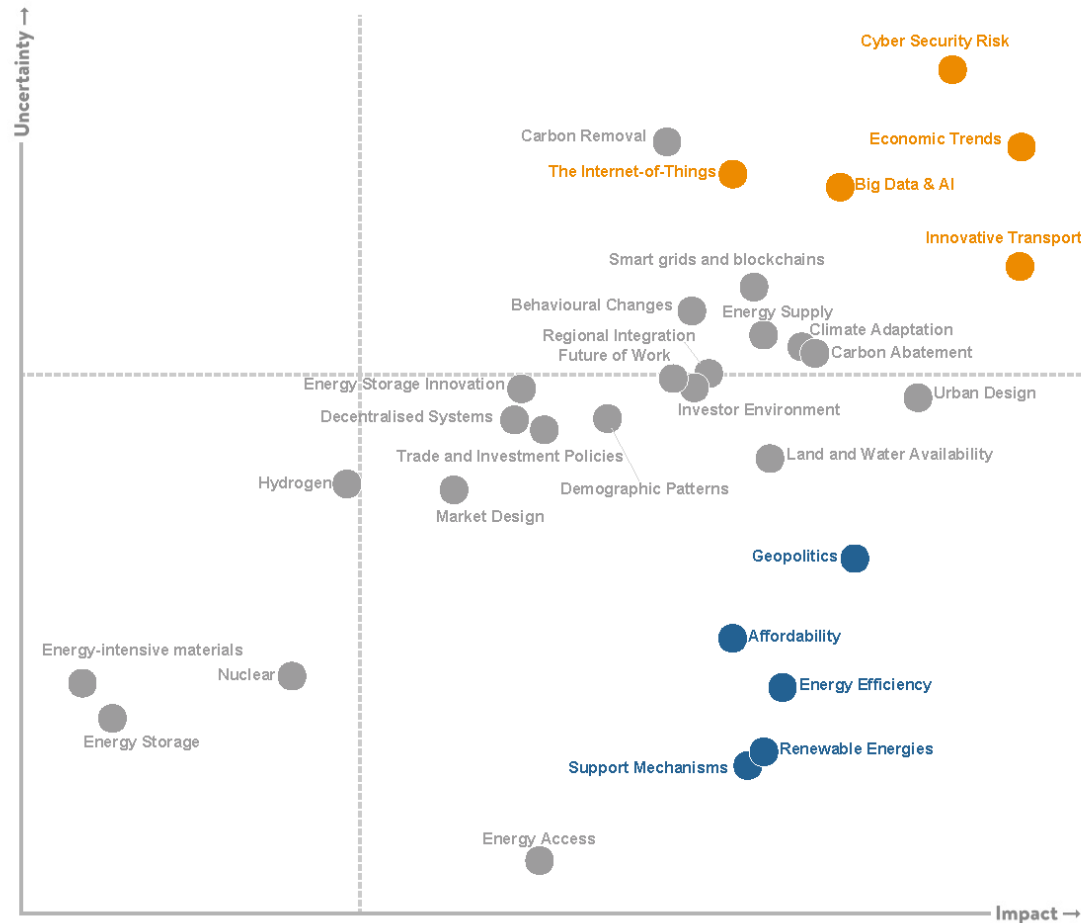 Uncertainty →
Cyber Security Risk
Carbon Removal
Economic Trends
The Internet-of-Things
Big Data & AI
Innovative Transport
Smart grids and blockchains
Behavioural Changes
Energy Supply
Regional Integration
Climate Adaptation
Future of Work
Carbon Abatement
Energy Storage Innovation
Urban Design
Investor Environment
Decentralised Systems
Trade and Investment Policies
Land and Water Availability
Hydrogen
Demographic Patterns
Market Design
Geopolitics
Affordability
Energy-intensive materials
Nuclear
Energy Efficiency
Energy Storage
Renewable Energies
Support Mechanisms
Energy Access
Impact →